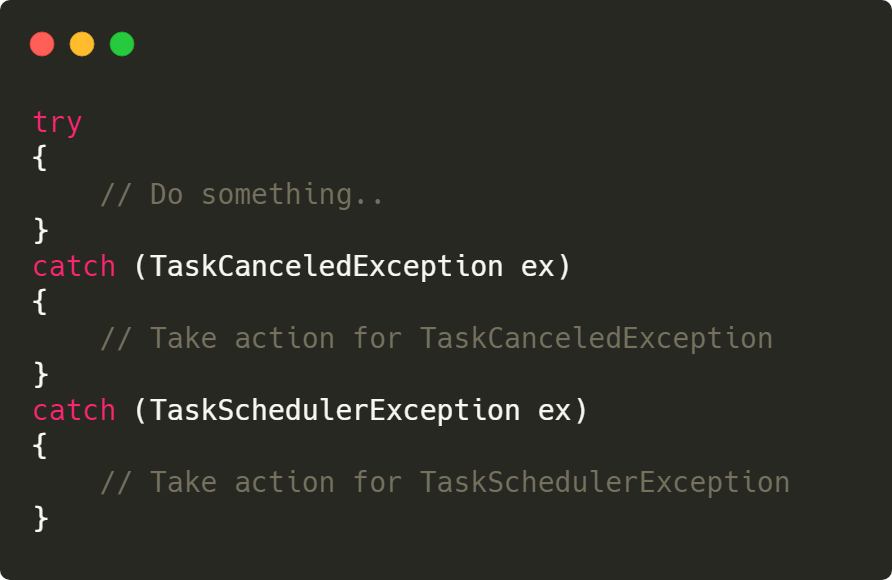 try
{
    // Do something..
}
catch (TaskCanceledException ex)
{
    // Take action for TaskCanceledException
}
catch (TaskSchedulerException ex)
{
    // Take action for TaskSchedulerException
}